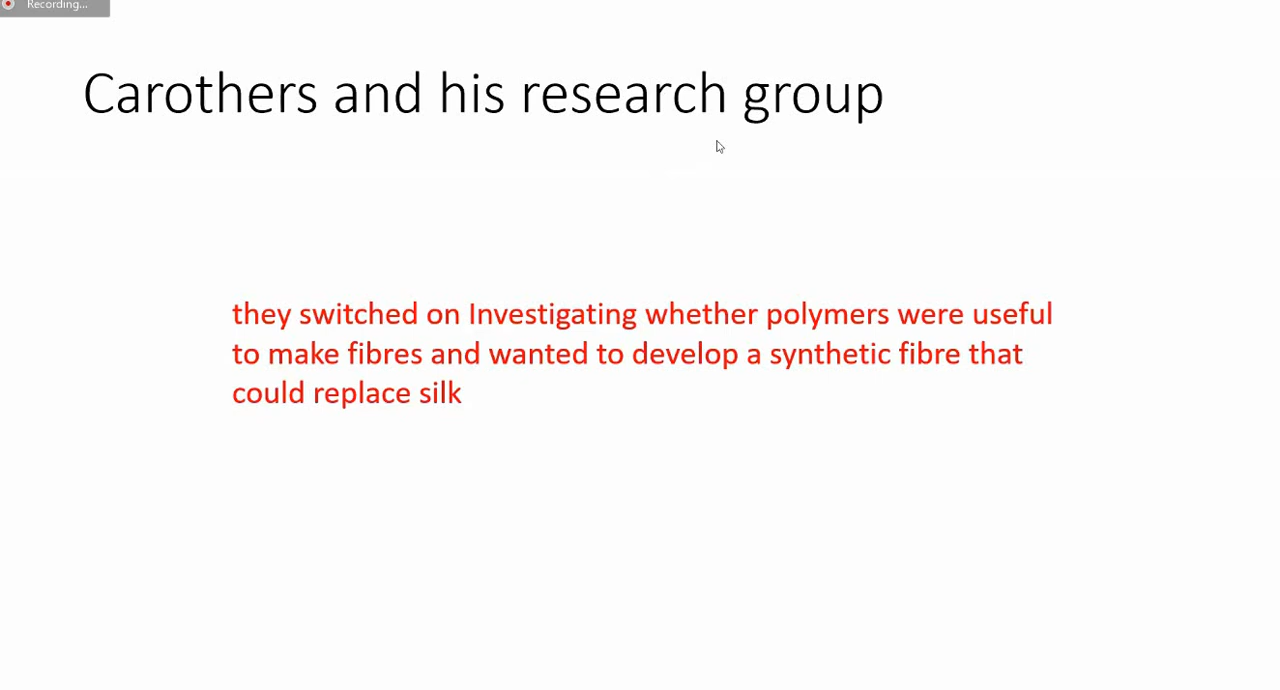 Recording...
Carothers and his research group
they switched on Investigating whether polymers were useful
to make fibres and wanted to develop a synthetic fibre that
could replace silk